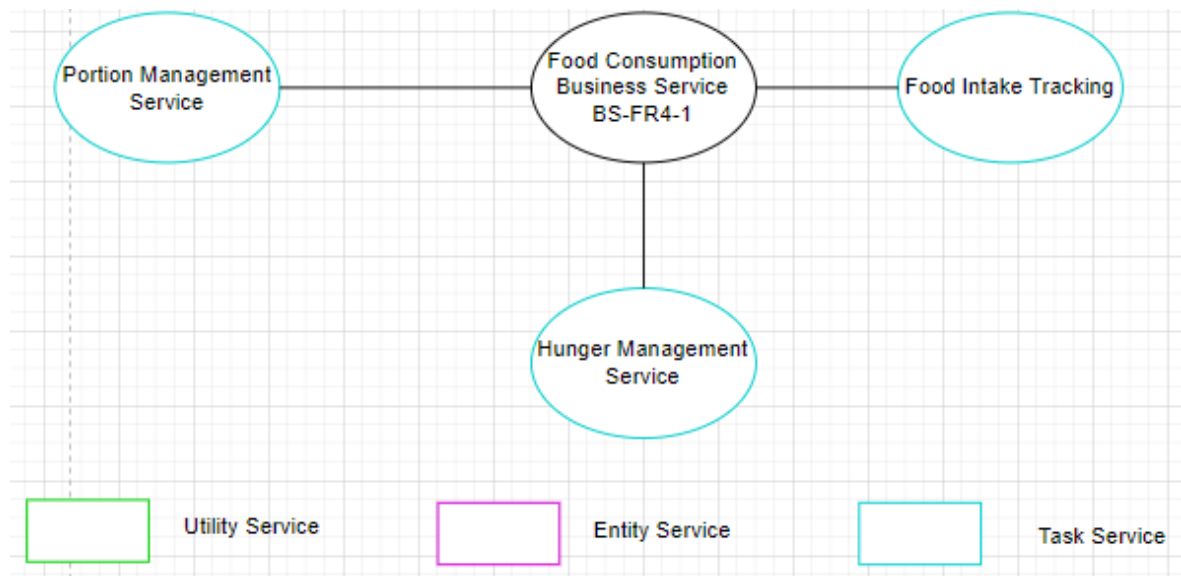 Portion Management
Service
Food Consumption
Business Service
BS-FR4-1
Food Intake Tracking
Hunger Management
Service
Utility Service
Entity Service
Task Service